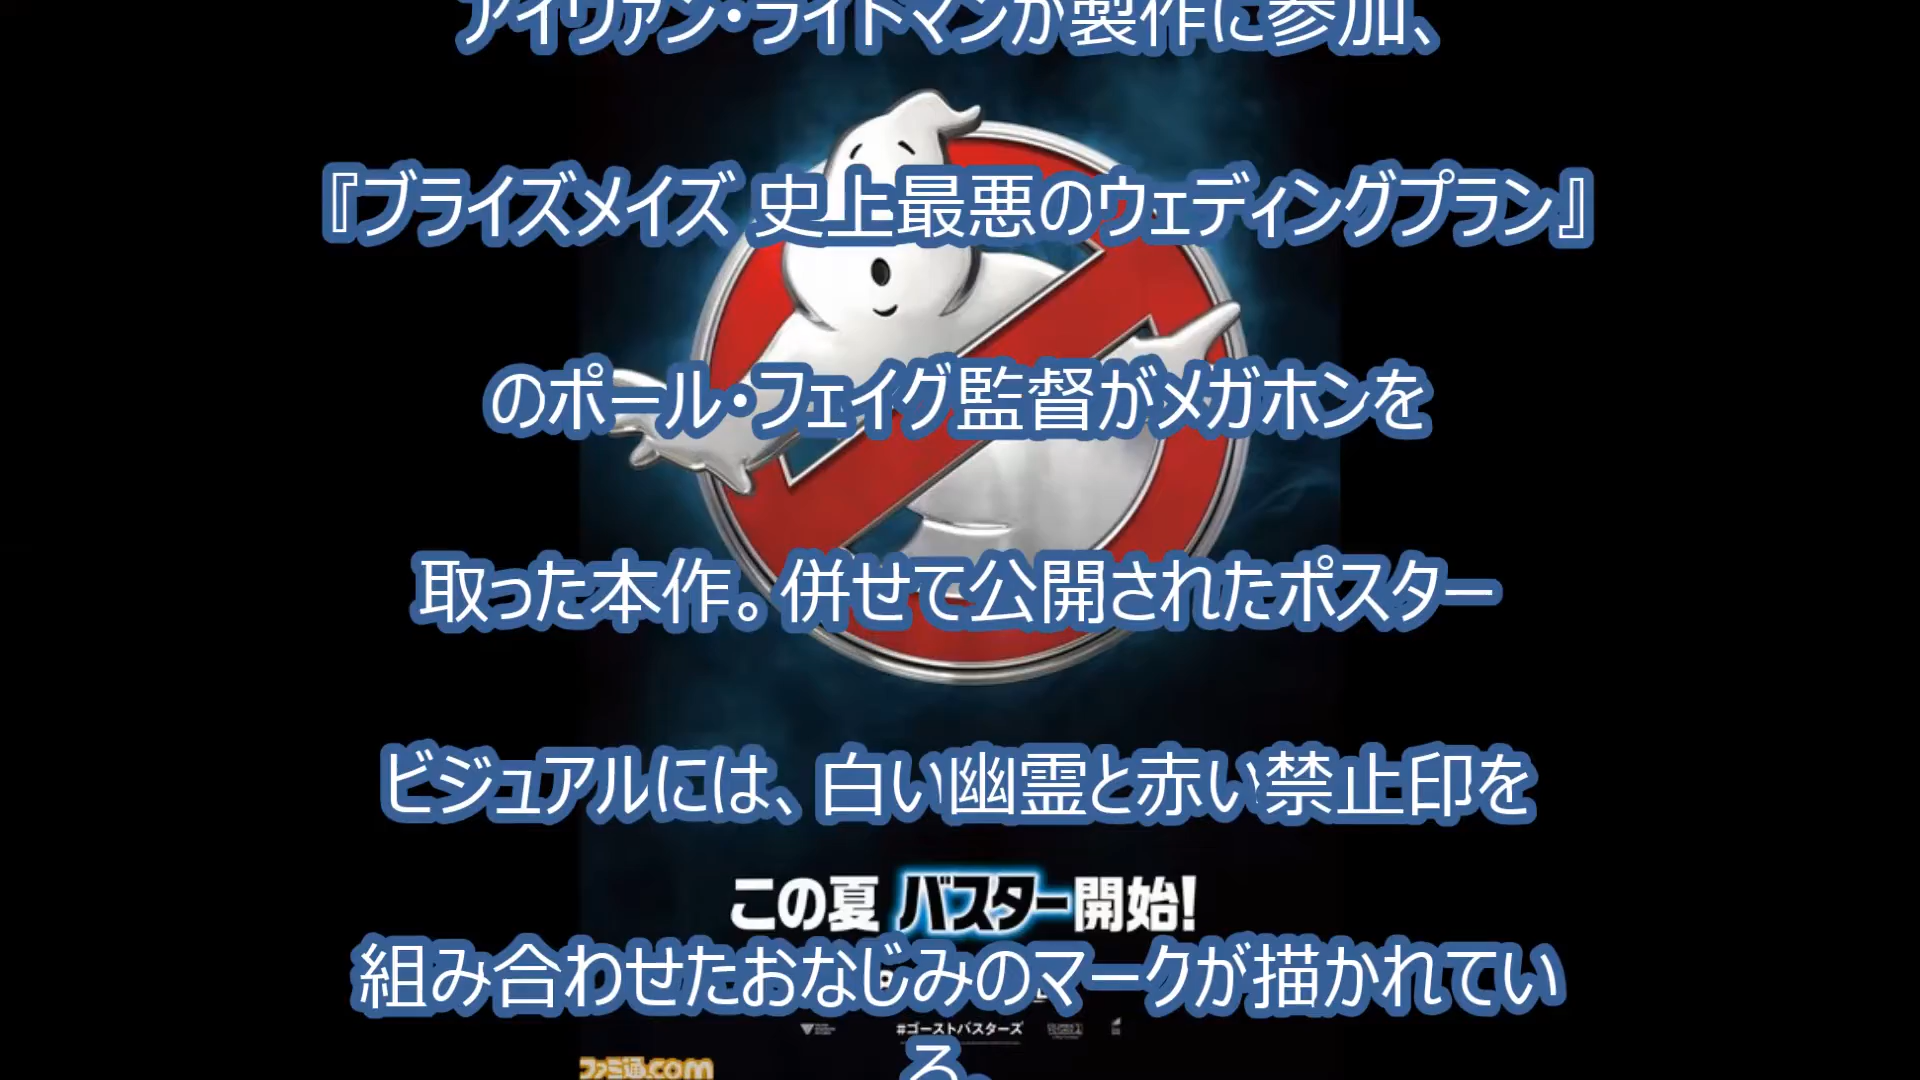 アイヴァン・ライトマンが製作に参加、
『ブライズメイズ 史上最悪のウェディングプラン』
のポール・フェイグ監督がメガホンを
取った本作。併せて公開されたポスター
ビジュアルには、白い幽霊と赤い禁止印を
この夏 バスター開始!
組み合わせたおなじみのマークが描かれてい
#ゴーストバスターズ
る。
ファミ通.com